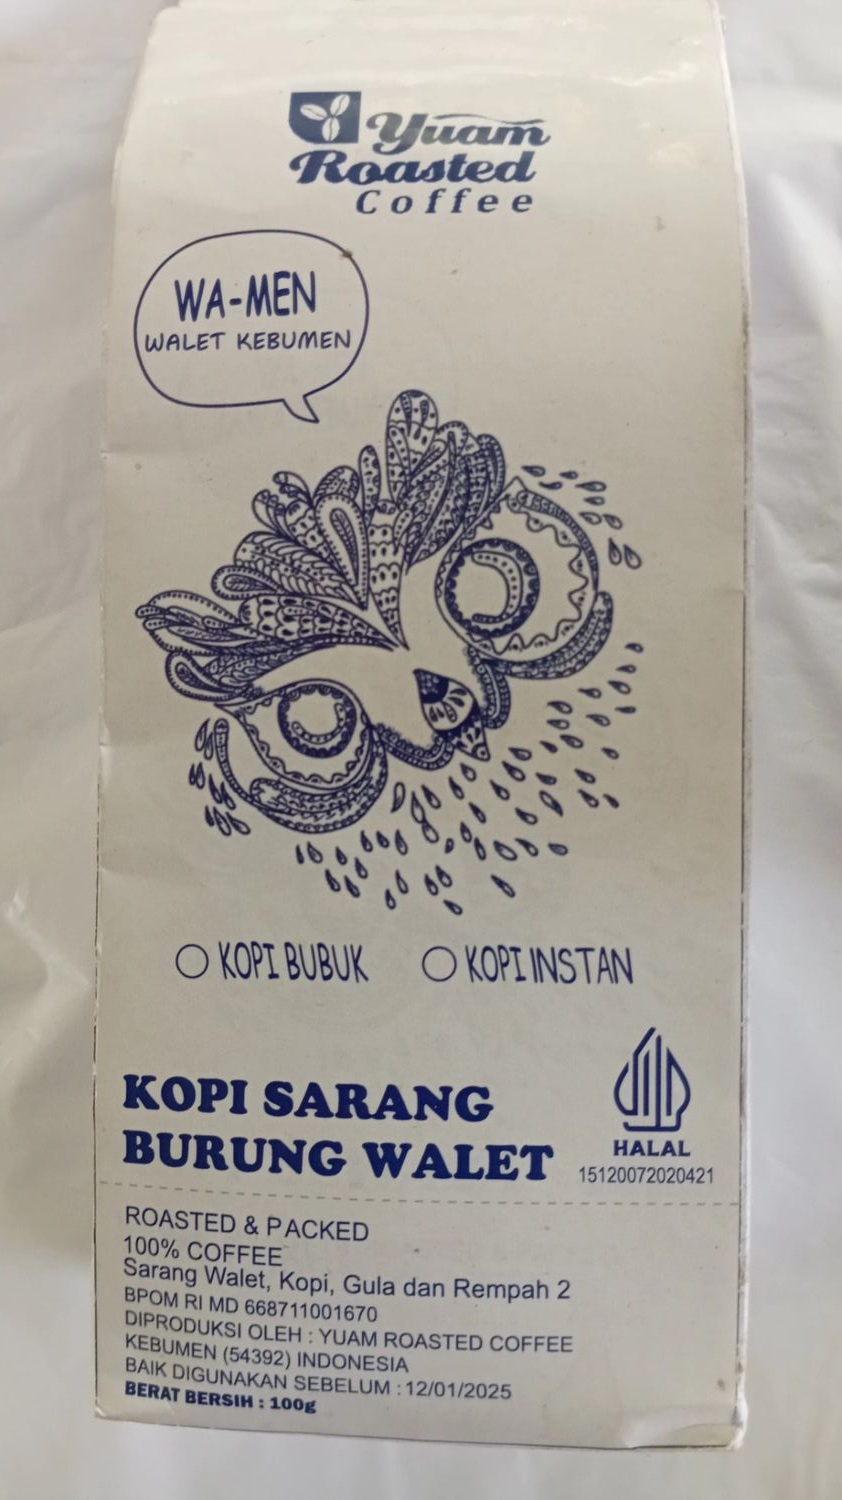 Yuam
Roasted
Coffee
WA-MEN
WALET KEBUMEN
KOPI BUBUK
KOPI INSTAN
KOPI SARANG
BURUNG WALET
HALAL
15120072020421
ROASTED & PACKED
100% COFFEE
Sarang Walet, Kopi, Gula dan Rempah 2
BPOM RI MD 668711001670
DIPRODUKSI OLEH : YUAM ROASTED COFFEE
KEBUMEN (54392) INDONESIA
BAIK DIGUNAKAN SEBELUM : 12/01/2025
BERAT BERSIH : 100g